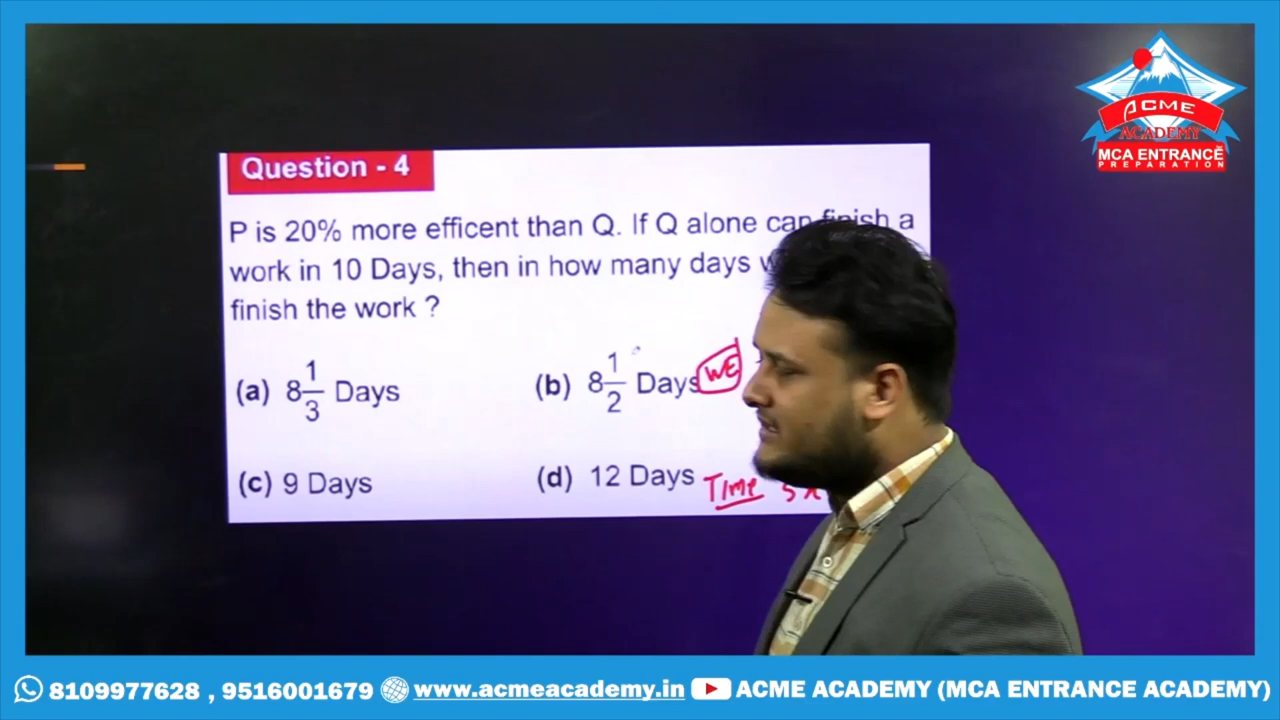 ACME
ACADEMY
MCA ENTRANCE
PREPARATION
Question - 4
P is 20% more efficent than Q. If Q alone can finish a
work in 10 Days, then in how many days
finish the work ?
(a) 8 1/3 Days
(b) 8 1/2 Days
WE
(c) 9 Days
(d) 12 Days
Time 5
8109977628 , 9516001679 www.acmeacademy.in ACME ACADEMY (MCA ENTRANCE ACADEMY)